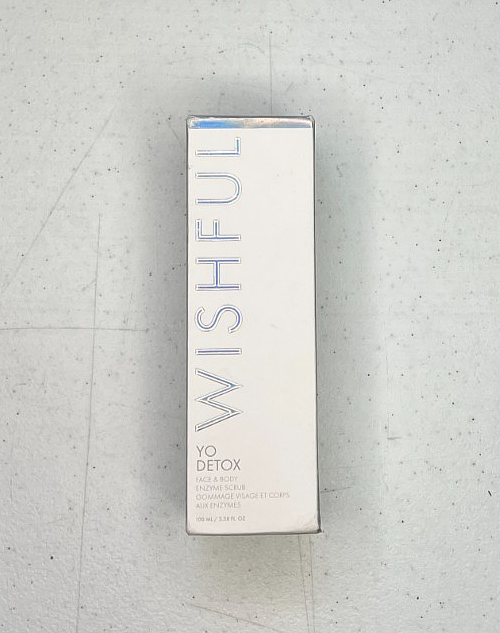 WISHFUL
YO
DETOX
FACE & BODY
ENZYME SCRUB
GOMMAGE VISAGE ET CORPS
AUX ENZYMES
100 ML / 3.38 FL. OZ